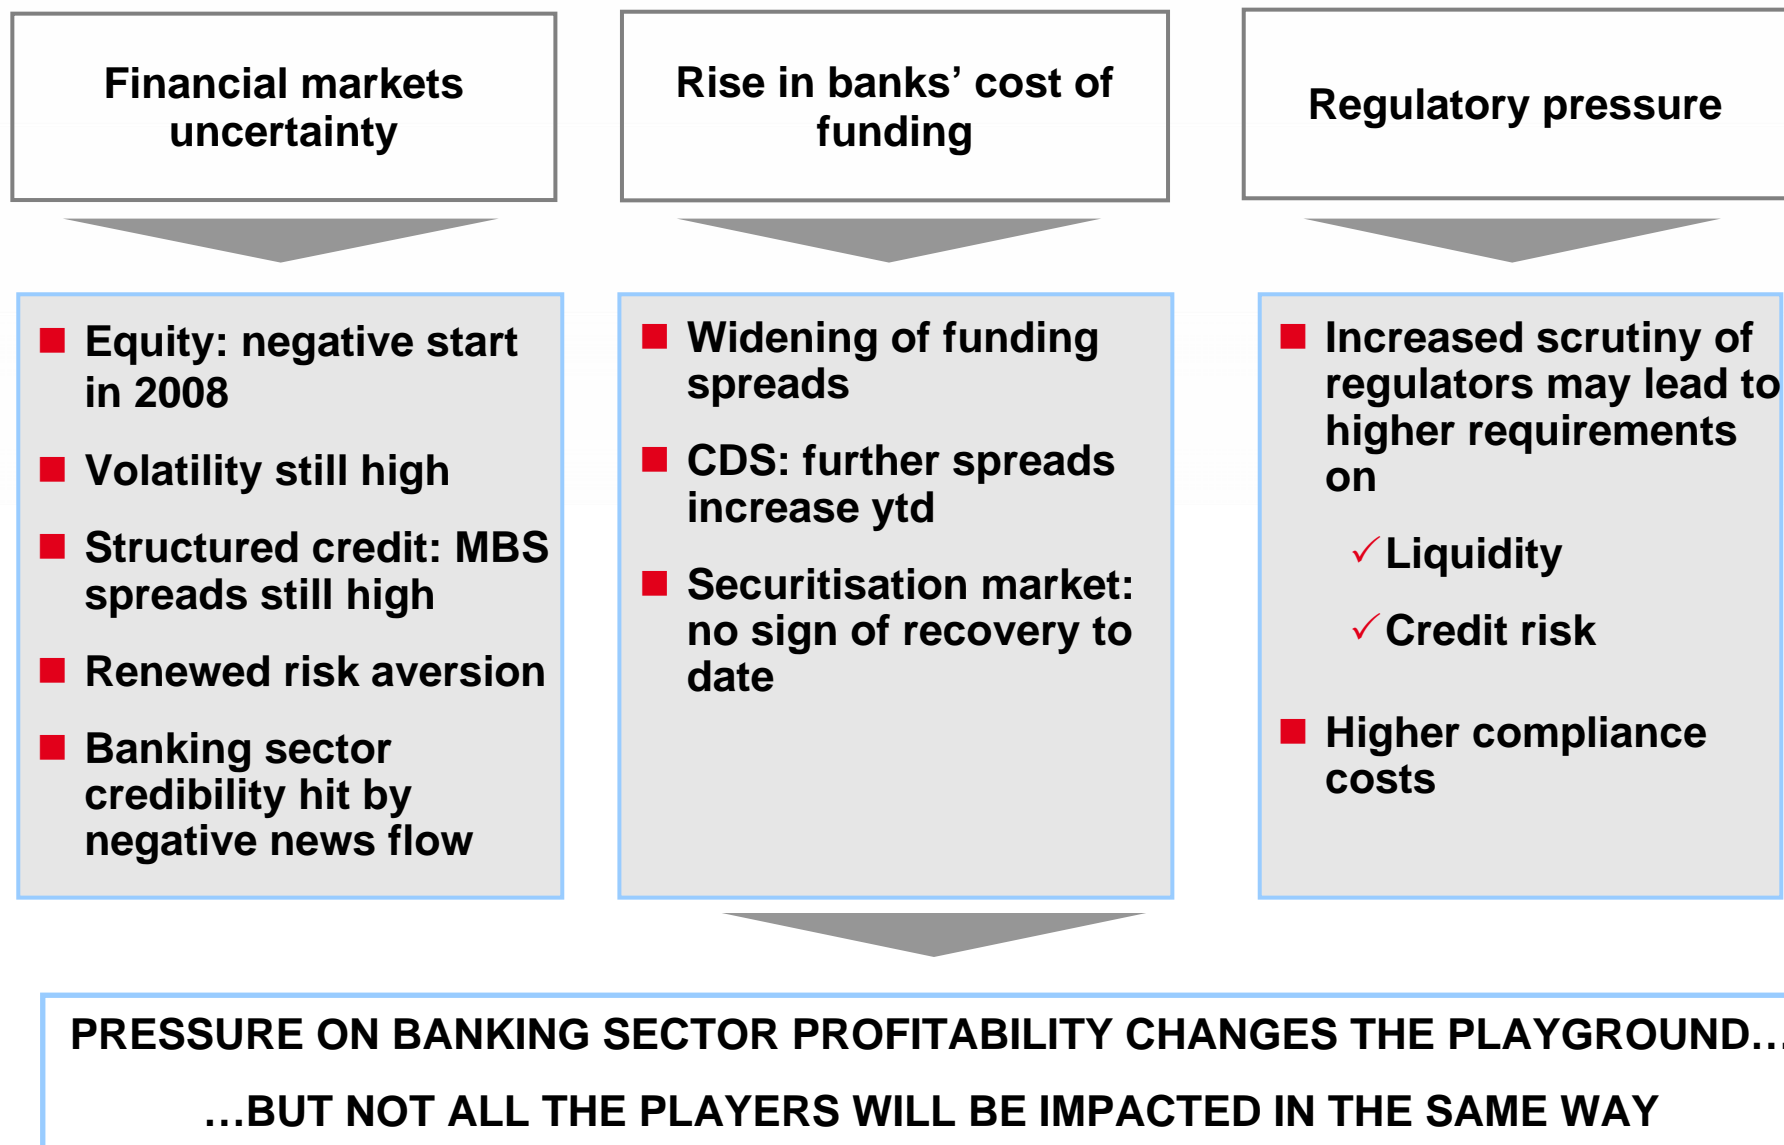 Financial markets
uncertainty
Rise in banks’ cost of
funding
Regulatory pressure
Equity: negative start
in 2008
Volatility still high
Structured credit: MBS
spreads still high
Renewed risk aversion
Banking sector
credibility hit by
negative news flow
Widening of funding
spreads
CDS: further spreads
increase ytd
Securitisation market:
no sign of recovery to
date
Increased scrutiny of
regulators may lead to
higher requirements
on
Liquidity
Credit risk
Higher compliance
costs
PRESSURE ON BANKING SECTOR PROFITABILITY CHANGES THE PLAYGROUND…
…BUT NOT ALL THE PLAYERS WILL BE IMPACTED IN THE SAME WAY